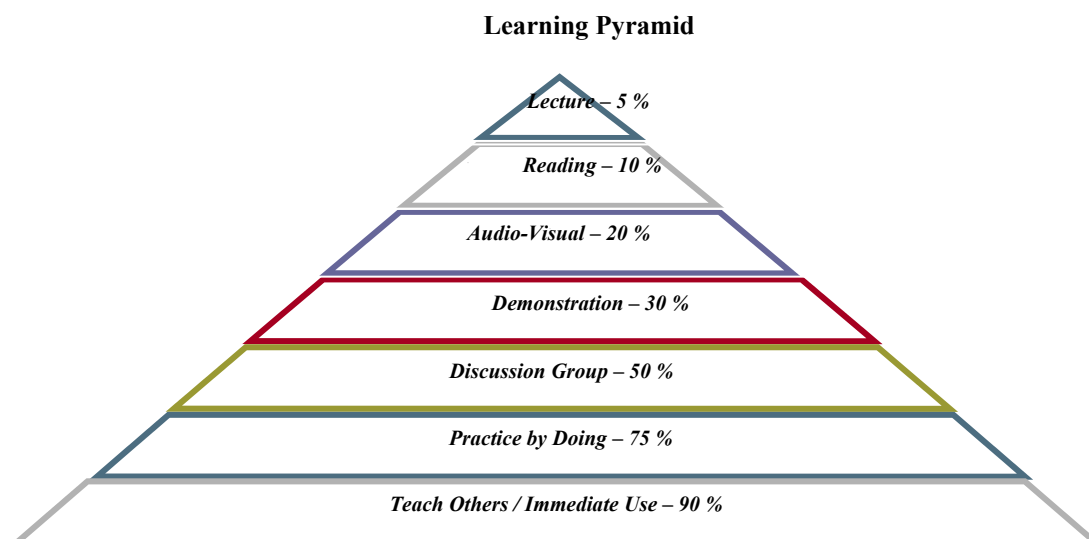 Learning Pyramid
Lecture – 5 %
Reading – 10 %
Audio-Visual – 20 %
Demonstration – 30 %
Discussion Group – 50 %
Practice by Doing – 75 %
Teach Others / Immediate Use – 90 %